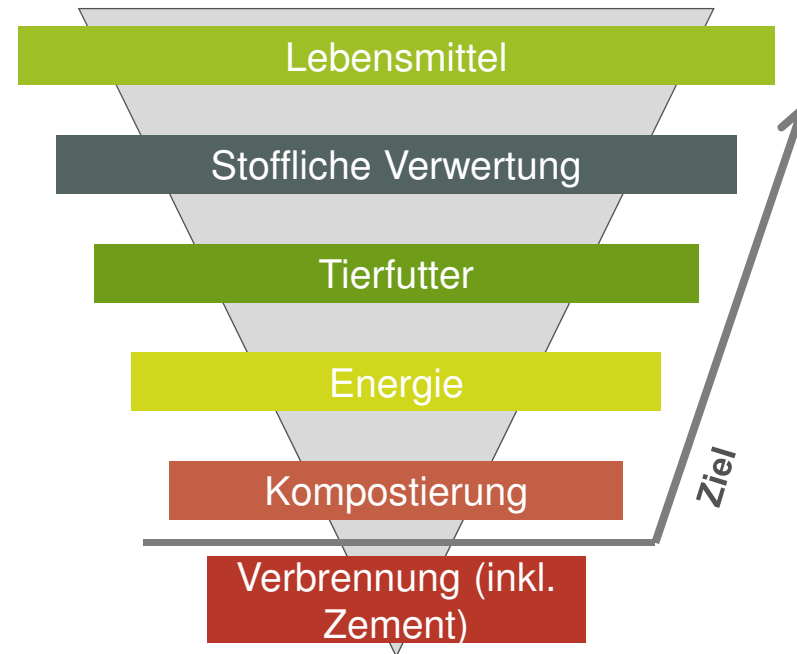 Lebensmittel
Stoffliche Verwertung
Tierfutter
Energie
Kompostierung
Ziel
Verbrennung (inkl.
Zement)